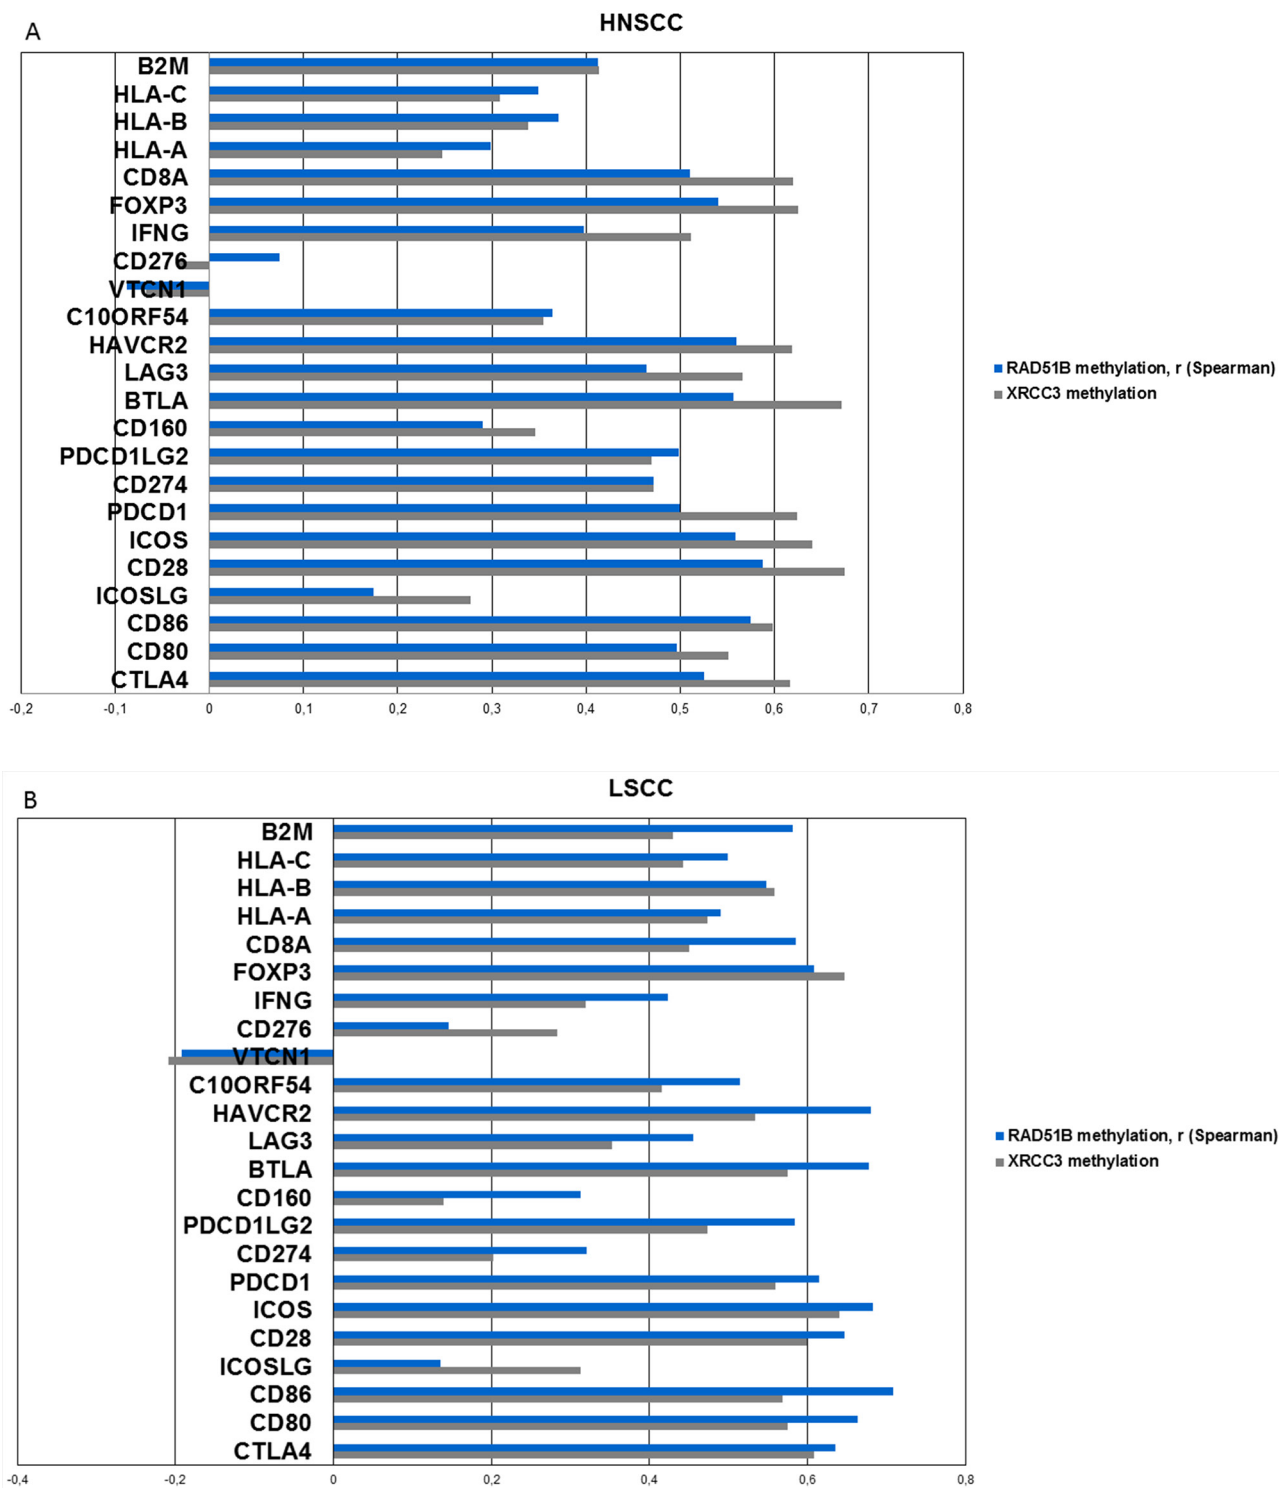 A
HNSCC
B2M
HLA-C
HLA-B
HLA-A
CD8A
FOXP3
IFNG
CD276
VTCN1
C10ORF54
HAVCR2
LAG3
BTLA
CD160
PDCD1LG2
CD274
PDCD1
ICOS
CD28
ICOSLG
CD86
CD80
CTLA4
-0,2 -0,1 0 0,1 0,2 0,3 0,4 0,5 0,6 0,7 0,8
RAD51B methylation, r (Spearman)
XRCC3 methylation
B
LSCC
B2M
HLA-C
HLA-B
HLA-A
CD8A
FOXP3
IFNG
CD276
VTCN1
C10ORF54
HAVCR2
LAG3
BTLA
CD160
PDCD1LG2
CD274
PDCD1
ICOS
CD28
ICOSLG
CD86
CD80
CTLA4
-0,4 -0,2 0 0,2 0,4 0,6 0,8
RAD51B methylation, r (Spearman)
XRCC3 methylation